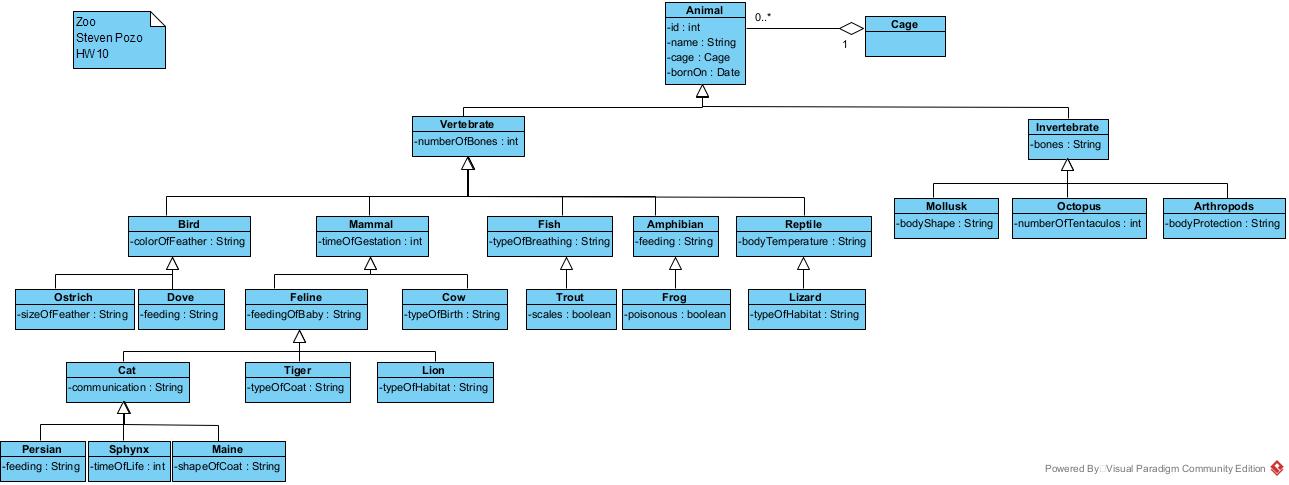 Zoo
Steven Pozo
HW10
Animal
-id : int
-name : String
-cage : Cage
-bornOn : Date
0..*
1
Cage
Vertebrate
-numberOfBones : int
Invertebrate
-bones : String
Bird
-colorOfFeather : String
Mammal
-timeOfGestation : int
Fish
-typeOfBreathing : String
Amphibian
-feeding : String
Reptile
-bodyTemperature : String
Mollusk
-bodyShape : String
Octopus
-numberOfTentaculos : int
Arthropods
-bodyProtection : String
Ostrich
-sizeOfFeather : String
Dove
-feeding : String
Feline
-feedingOfBaby : String
Cow
-typeOfBirth : String
Trout
-scales : boolean
Frog
-poisonous : boolean
Lizard
-typeOfHabitat : String
Cat
-communication : String
Tiger
-typeOfCoat : String
Lion
-typeOfHabitat : String
Persian
-feeding : String
Sphynx
-timeOfLife : int
Maine
-shapeOfCoat : String
Powered By Visual Paradigm Community Edition